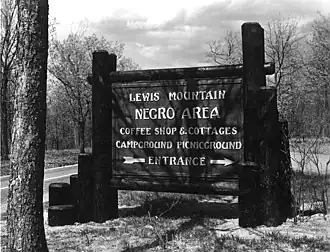 LEWIS MOUNTAIN
NEGRO AREA
COFFEE SHOP & COTTAGES
CAMPGROUND PICNICGROUND
ENTRANCE